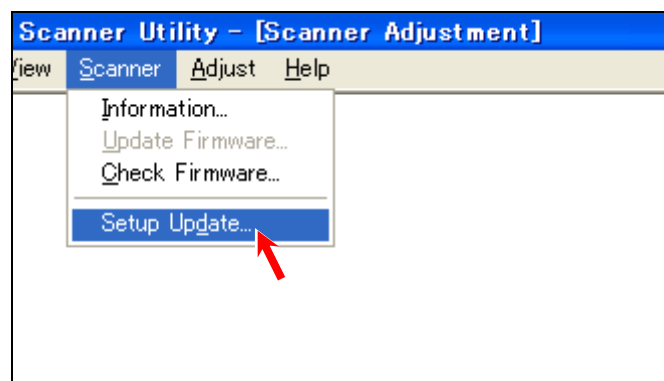 Scanner Utility - [Scanner Adjustment]
View Scanner Adjust Help
Information...
Update Firmware...
Check Firmware...
Setup Update...